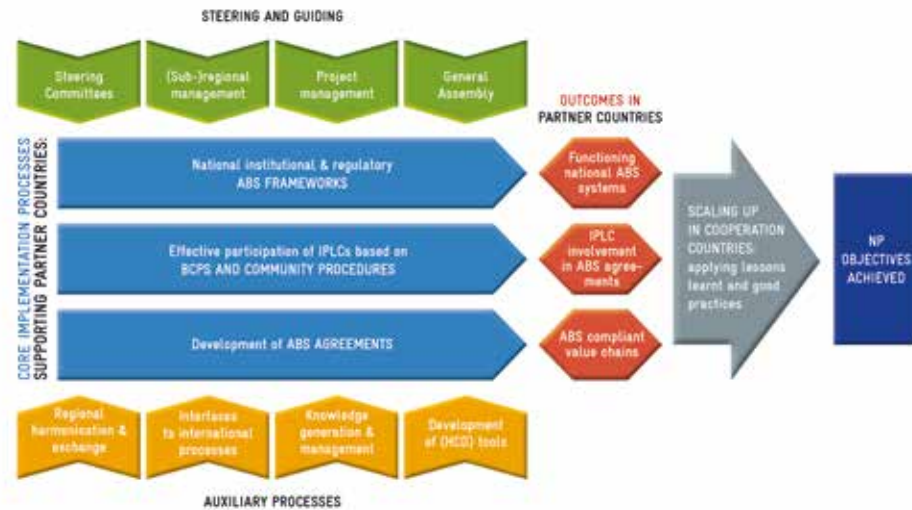 STEERING AND GUIDING
Steering
Committees
(Sub-)regional
management
Project
management
General
Assembly
OUTCOMES IN
PARTNER COUNTRIES
CORE IMPLEMENTATION PROCESSES
SUPPORTING PARTNER COUNTRIES:
National institutional & regulatory
ABS FRAMEWORKS
Functioning
national ABS
systems
Effective participation of IPLCs based on
BCPS AND COMMUNITY PROCEDURES
IPLC
involvement
in ABS agree-
ments
Development of ABS AGREEMENTS
ABS compliant
value chains
SCALING UP
IN COOPERATION
COUNTRIES:
applying lessons
learnt and good
practices
NP
OBJECTIVES
ACHIEVED
Regional
harmonisation &
exchange
Interfaces
to international
processes
Knowledge
generation &
management
Development
of (HCD) tools
AUXILIARY PROCESSES